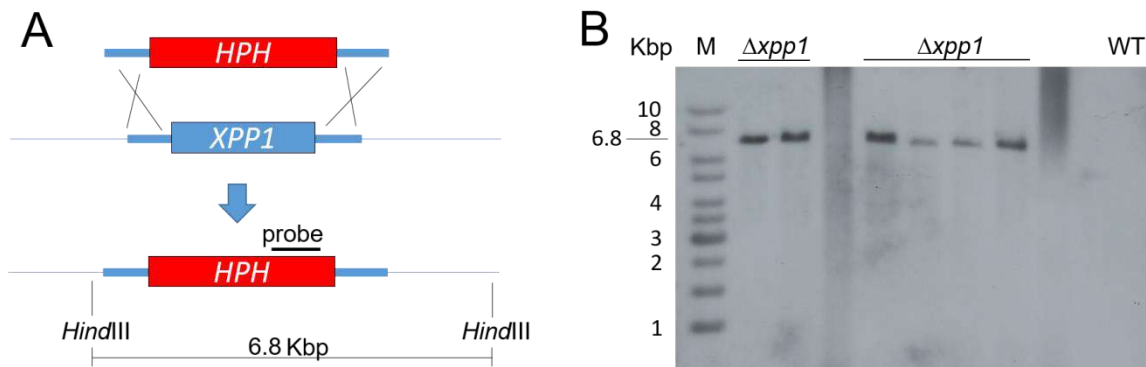 A
HPH
XPP1
probe
HPH
HindIII HindIII
6.8 Kbp
B
Kbp M Δxpp1 Δxpp1 WT
10
8
6.8
6
4
3
2
1